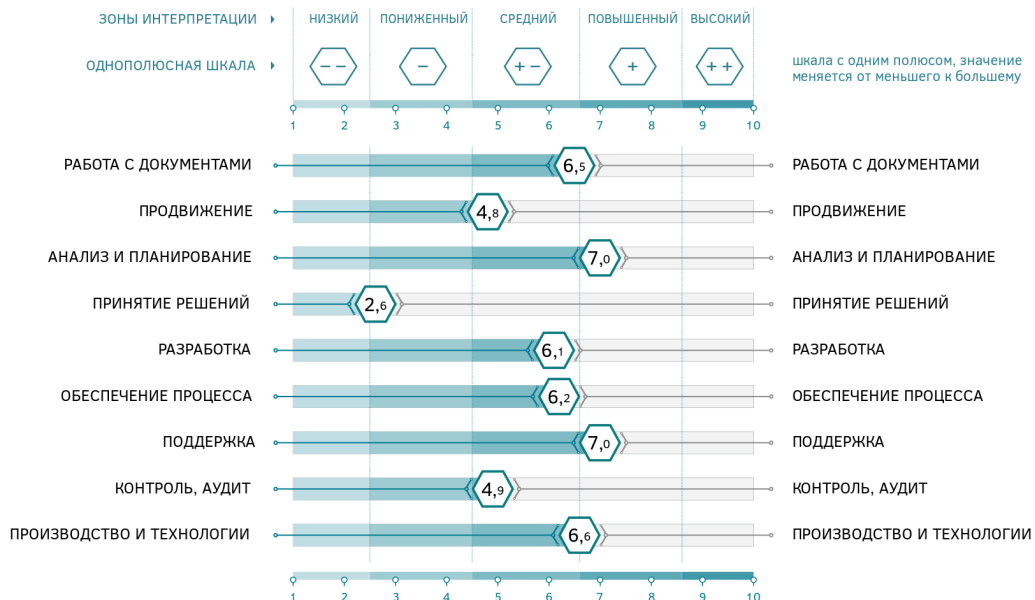 ЗОНЫ ИНТЕРПРЕТАЦИИ НИЗКИЙ ПОНИЖЕННЫЙ СРЕДНИЙ ПОВЫШЕННЫЙ ВЫСОКИЙ
ОДНОПОЛЮСНАЯ ШКАЛА – – – + – + + + шкала с одним полюсом, значение
меняется от меньшего к большему
1 2 3 4 5 6 7 8 9 10
РАБОТА С ДОКУМЕНТАМИ 6,5 РАБОТА С ДОКУМЕНТАМИ
ПРОДВИЖЕНИЕ 4,8 ПРОДВИЖЕНИЕ
АНАЛИЗ И ПЛАНИРОВАНИЕ 7,0 АНАЛИЗ И ПЛАНИРОВАНИЕ
ПРИНЯТИЕ РЕШЕНИЙ 2,6 ПРИНЯТИЕ РЕШЕНИЙ
РАЗРАБОТКА 6,1 РАЗРАБОТКА
ОБЕСПЕЧЕНИЕ ПРОЦЕССА 6,2 ОБЕСПЕЧЕНИЕ ПРОЦЕССА
ПОДДЕРЖКА 7,0 ПОДДЕРЖКА
КОНТРОЛЬ, АУДИТ 4,9 КОНТРОЛЬ, АУДИТ
ПРОИЗВОДСТВО И ТЕХНОЛОГИИ 6,6 ПРОИЗВОДСТВО И ТЕХНОЛОГИИ
1 2 3 4 5 6 7 8 9 10